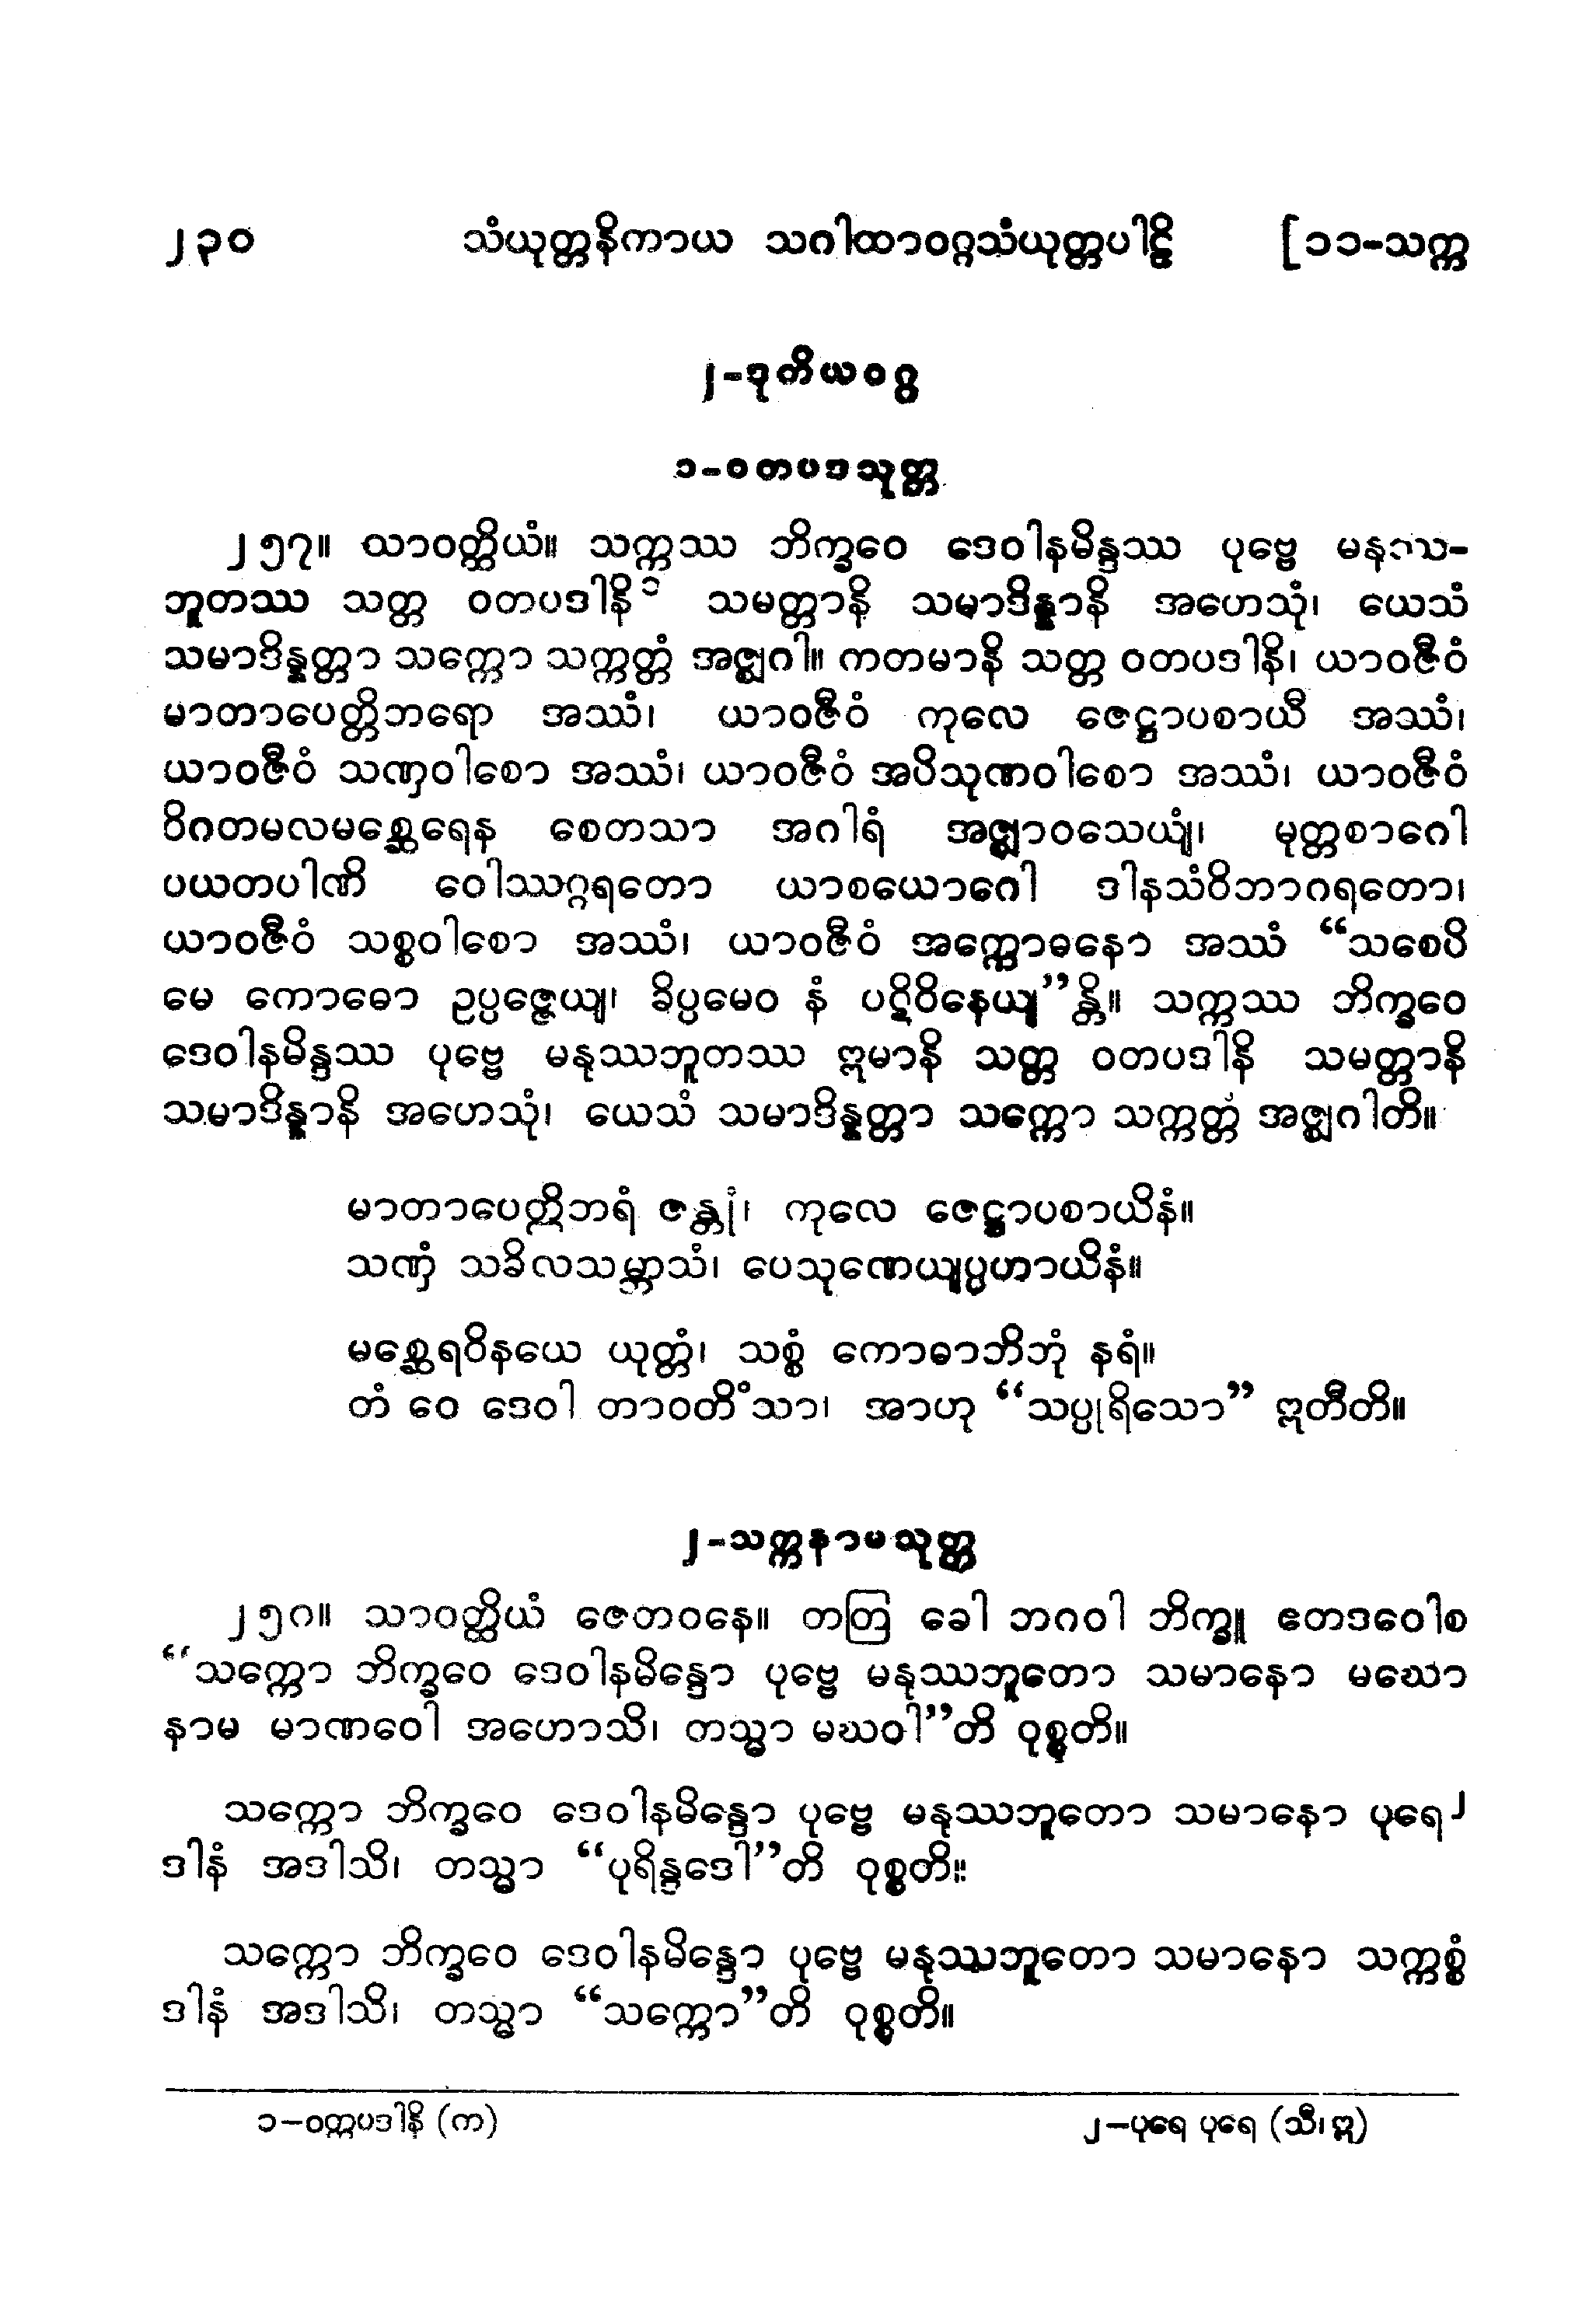 ၂၃၀ သံယုတ္တနိကာယ သဂါထာဝဂ္ဂသံယုတ္တပါဠိ [၁၁-သက္က
၂-ဒုတိယဝဂ္ဂ
၁-ဝတပဒသုတ္တ
၂၅၇။ သာဝတ္ထိယံ။ သက္ကဿ ဘိက္ခဝေ ဒေဝါနမိန္ဒဿ ပုဗ္ဗေ မနုဿ-
ဘူတဿ သတ္တ ဝတပဒါနိ၁ သမတ္တာနိ သမာဒိန္နာနိ အဟေသုံ၊ ယေသံ
သမာဒိန္နတ္တာ သက္ကော သက္ကတ္တံ အဇ္ဈဂါ။ ကတမာနိ သတ္တ ဝတပဒါနိ၊ ယာဝဇီဝံ
မာတာပေတ္တိဘရော အဿံ၊ ယာဝဇီဝံ ကုလေ ဇေဋ္ဌာပစာယီ အဿံ၊
ယာဝဇီဝံ သဏှဝါစော အဿံ၊ ယာဝဇီဝံ အပိသုဏဝါစော အဿံ၊ ယာဝဇီဝံ
ဝိဂတမလမစ္ဆေရေန စေတသာ အဂါရံ အဇ္ဈာဝသေယျံ၊ မုတ္တစာဂေါ
ပယတပါဏိ ဝေါဿဂ္ဂရတော ယာစယောဂေါ ဒါနသံဝိဘာဂရတော၊
ယာဝဇီဝံ သစ္စဝါစော အဿံ၊ ယာဝဇီဝံ အက္ကောဓနော အဿံ “သစေပိ
မေ ကောဓော ဥပ္ပဇ္ဇေယျ၊ ခိပ္ပမေဝ နံ ပဋိဝိနေယျ”န္တိ။ သက္ကဿ ဘိက္ခဝေ
ဒေဝါနမိန္ဒဿ ပုဗ္ဗေ မနုဿဘူတဿ ဣမာနိ သတ္တ ဝတပဒါနိ သမတ္တာနိ
သမာဒိန္နာနိ အဟေသုံ၊ ယေသံ သမာဒိန္နတ္တာ သက္ကော သက္ကတ္တံ အဇ္ဈဂါတိ။
မာတာပေတ္တိဘရံ ဇန္တုံ၊ ကုလေ ဇေဋ္ဌာပစာယိနံ။
သဏှံ သခိလသမ္ဘာသံ၊ ပေသုဏေယျပ္ပဟာယိနံ။
မစ္ဆေရဝိနယေ ယုတ္တံ၊ သစ္စံ ကောဓာဘိဘုံ နရံ။
တံ ဝေ ဒေဝါ တာဝတိံသာ၊ အာဟု “သပ္ပုရိသော” ဣတီတိ။
၂-သက္ကနာမသုတ္တ
၂၅၈။ သာဝတ္ထိယံ ဇေတဝနေ။ တတြ ခေါ ဘဂဝါ ဘိက္ခူ ဧတဒဝေါစ
“သက္ကော ဘိက္ခဝေ ဒေဝါနမိန္ဒော ပုဗ္ဗေ မနုဿဘူတော သမာနော မဃော
နာမ မာဏဝေါ အဟောသိ၊ တသ္မာ မဃဝါ”တိ ဝုစ္စတိ။
သက္ကော ဘိက္ခဝေ ဒေဝါနမိန္ဒော ပုဗ္ဗေ မနုဿဘူတော သမာနော ပုရေ၂
ဒါနံ အဒါသိ၊ တသ္မာ “ပုရိန္ဒဒေါ”တိ ဝုစ္စတိ။
သက္ကော ဘိက္ခဝေ ဒေဝါနမိန္ဒော ပုဗ္ဗေ မနုဿဘူတော သမာနော သက္ကစ္စံ
ဒါနံ အဒါသိ၊ တသ္မာ “သက္ကော”တိ ဝုစ္စတိ။
၁-ဝတ္တပဒါနိ (က) ၂-ပုရေ ပုရေ (သီ၊ဣ)